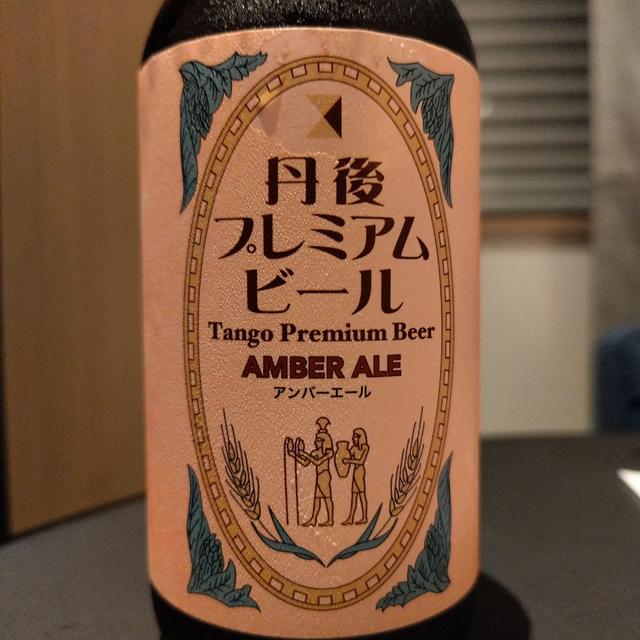 丹後
プレミアム
ビール
Tango Premium Beer
AMBER ALE
アンバーエール